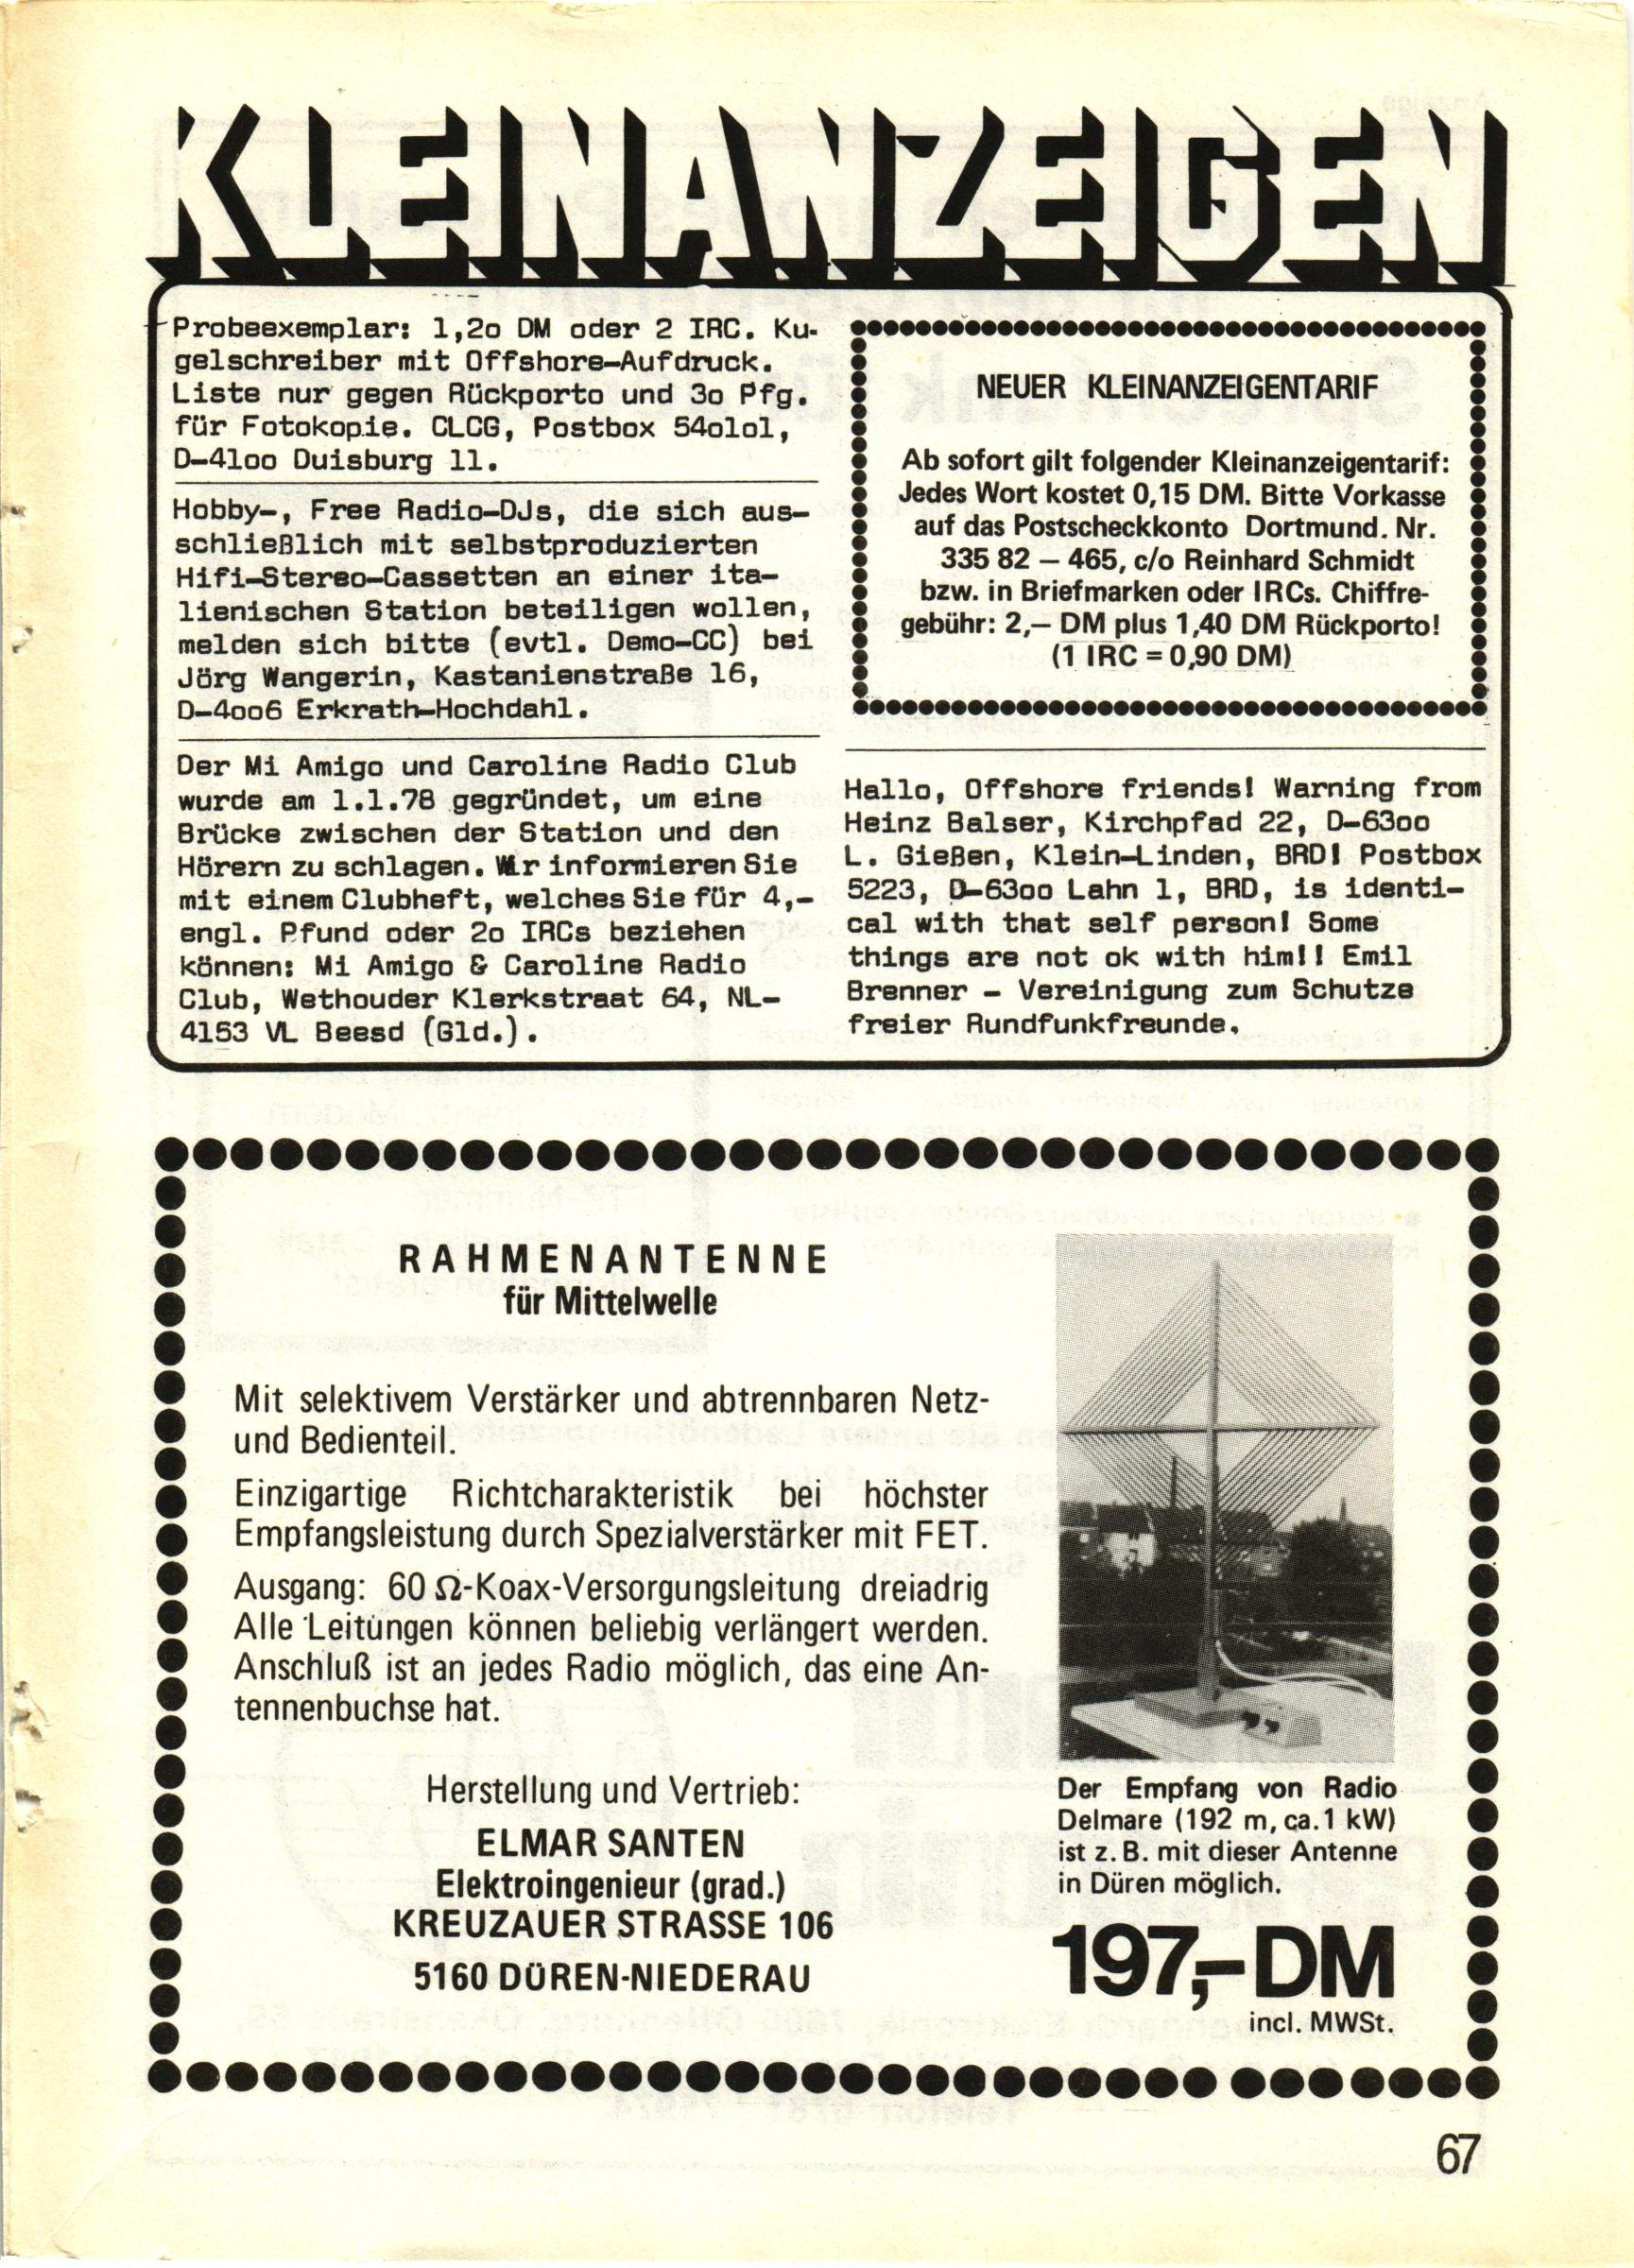 KLEINANZEIGEN
Probeexemplar: 1,2o DM oder 2 IRC. Ku-
gelschreiber mit Offshore-Aufdruck.
Liste nur gegen Rückporto und 3o Pfg.
für Fotokopie. CLCG, Postbox 54olol,
D-4loo Duisburg 11.
Hobby-, Free Radio-DJs, die sich aus-
schließlich mit selbstproduzierten
Hifi-Stereo-Cassetten an einer ita-
lienischen Station beteiligen wollen,
melden sich bitte (evtl. Demo-CC) bei
Jörg Wangerin, Kastanienstraße 16,
D-4oo6 Erkrath-Hochdahl.
Der Mi Amigo und Caroline Radio Club
wurde am 1.1.78 gegründet, um eine
Brücke zwischen der Station und den
Hörern zu schlagen. Wir informieren Sie
mit einem Clubheft, welches Sie für 4,-
engl. Pfund oder 2o IRCs beziehen
können: Mi Amigo & Caroline Radio
Club, Wethouder Klerkstraat 64, NL-
4153 VL Beesd (Gld.).
NEUER KLEINANZEIGENTARIF
Ab sofort gilt folgender Kleinanzeigentarif:
Jedes Wort kostet 0,15 DM. Bitte Vorkasse
auf das Postscheckkonto Dortmund. Nr.
335 82 – 465, c/o Reinhard Schmidt
bzw. in Briefmarken oder IRCs. Chiffre-
gebühr: 2,– DM plus 1,40 DM Rückporto!
(1 IRC = 0,90 DM)
Hallo, Offshore friends! Warning from
Heinz Balser, Kirchpfad 22, D-63oo
L. Gießen, Klein-Linden, BRD! Postbox
5223, D-63oo Lahn 1, BRD, is identi-
cal with that self person! Some
things are not ok with him!! Emil
Brenner - Vereinigung zum Schutze
freier Rundfunkfreunde.
RAHMENANTENNE
für Mittelwelle
Mit selektivem Verstärker und abtrennbaren Netz-
und Bedienteil.
Einzigartige Richtcharakteristik bei höchster
Empfangsleistung durch Spezialverstärker mit FET.
Ausgang: 60 Ω-Koax-Versorgungsleitung dreiadrig
Alle Leitungen können beliebig verlängert werden.
Anschluß ist an jedes Radio möglich, das eine An-
tennenbuchse hat.
Herstellung und Vertrieb:
ELMAR SANTEN
Elektroingenieur (grad.)
KREUZAUER STRASSE 106
5160 DÜREN-NIEDERAU
Der Empfang von Radio
Delmare (192 m, ca.1 kW)
ist z. B. mit dieser Antenne
in Düren möglich.
197,– DM
incl. MWSt.
67